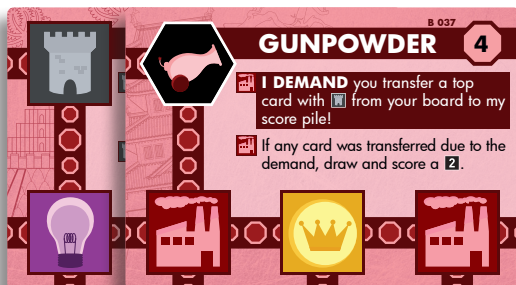 B 037
GUNPOWDER 4
I DEMAND you transfer a top
card with from your board to my
score pile!
If any card was transferred due to the
demand, draw and score a 2.